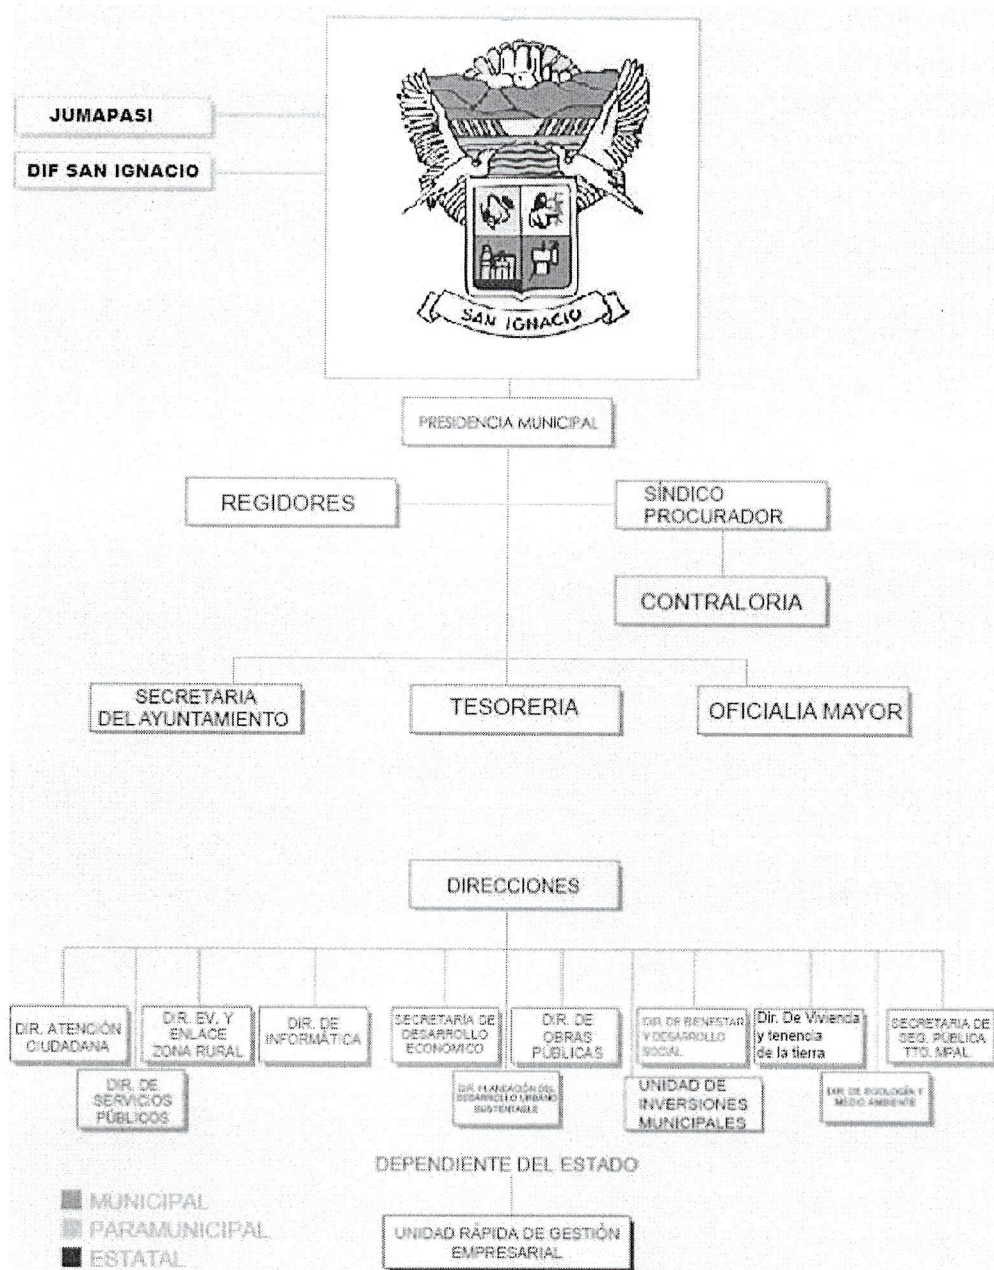 JUMAPASI
DIF SAN IGNACIO
SAN IGNACIO
PRESIDENCIA MUNICIPAL
REGIDORES
SÍNDICO
PROCURADOR
CONTRALORIA
SECRETARIA
DEL AYUNTAMIENTO
TESORERIA
OFICIALIA MAYOR
DIRECCIONES
DIR. ATENCIÓN
CIUDADANA
DIR. EV. Y
ENLACE
ZONA RURAL
DIR. DE
INFORMÁTICA
SECRETARÍA DE
DESARROLLO
ECONÓMICO
DIR. DE
OBRAS
PÚBLICAS
DIR. DE BIENESTAR
Y DESARROLLO
SOCIAL
Dir. De Vivienda
y tenencia
de la tierra
SECRETARIA DE
SEG. PÚBLICA
TTO. MPAL.
DIR. DE
SERVICIOS
PÚBLICOS
DIR. PLANEACIÓN DEL
DESARROLLO URBANO
SUSTENTABLE
UNIDAD DE
INVERSIONES
MUNICIPALES
DIR. DE ECOLOGÍA Y
MEDIO AMBIENTE
DEPENDIENTE DEL ESTADO
MUNICIPAL
PARAMUNICIPAL
ESTATAL
UNIDAD RÁPIDA DE GESTIÓN
EMPRESARIAL